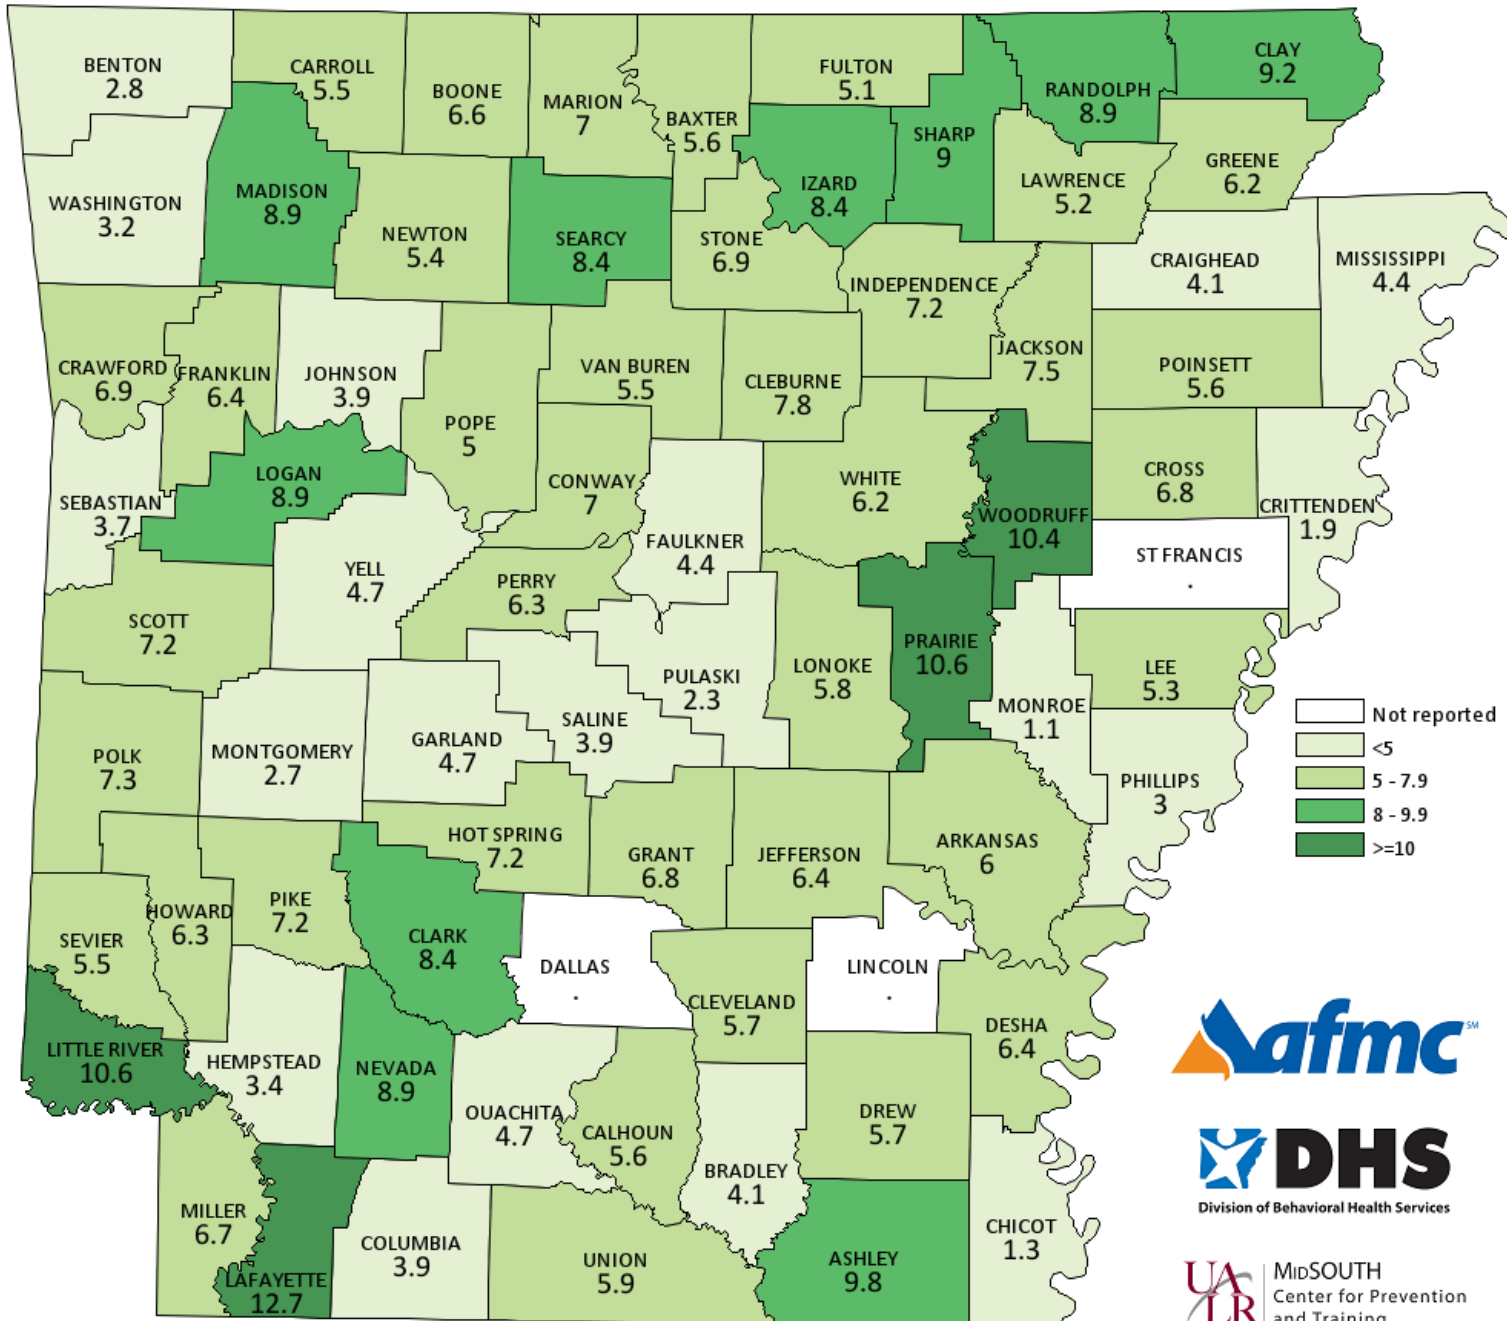 BENTON
2.8
CARROLL
5.5
BOONE
6.6
MARION
7
BAXTER
5.6
FULTON
5.1
SHARP
9
RANDOLPH
8.9
CLAY
9.2
WASHINGTON
3.2
MADISON
8.9
NEWTON
5.4
SEARCY
8.4
STONE
6.9
IZARD
8.4
LAWRENCE
5.2
GREENE
6.2
INDEPENDENCE
7.2
CRAIGHEAD
4.1
MISSISSIPPI
4.4
CRAWFORD
6.9
FRANKLIN
6.4
JOHNSON
3.9
POPE
5
VAN BUREN
5.5
CLEBURNE
7.8
JACKSON
7.5
POINSETT
5.6
SEBASTIAN
3.7
LOGAN
8.9
CONWAY
7
WHITE
6.2
WOODRUFF
10.4
CROSS
6.8
CRITTENDEN
1.9
YELL
4.7
FAULKNER
4.4
ST FRANCIS
.
SCOTT
7.2
PERRY
6.3
PULASKI
2.3
LONOKE
5.8
PRAIRIE
10.6
MONROE
1.1
LEE
5.3
POLK
7.3
MONTGOMERY
2.7
GARLAND
4.7
SALINE
3.9
PHILLIPS
3
Not reported
<5
5 - 7.9
8 - 9.9
>=10
HOT SPRING
7.2
GRANT
6.8
JEFFERSON
6.4
ARKANSAS
6
SEVIER
5.5
HOWARD
6.3
PIKE
7.2
CLARK
8.4
DALLAS
.
CLEVELAND
5.7
LINCOLN
.
DESHA
6.4
LITTLE RIVER
10.6
HEMPSTEAD
3.4
NEVADA
8.9
OUACHITA
4.7
CALHOUN
5.6
BRADLEY
4.1
DREW
5.7
MILLER
6.7
LAFAYETTE
12.7
COLUMBIA
3.9
UNION
5.9
ASHLEY
9.8
CHICOT
1.3
afmc℠
DHS
Division of Behavioral Health Services
UALR
MIDSOUTH
Center for Prevention
and Training